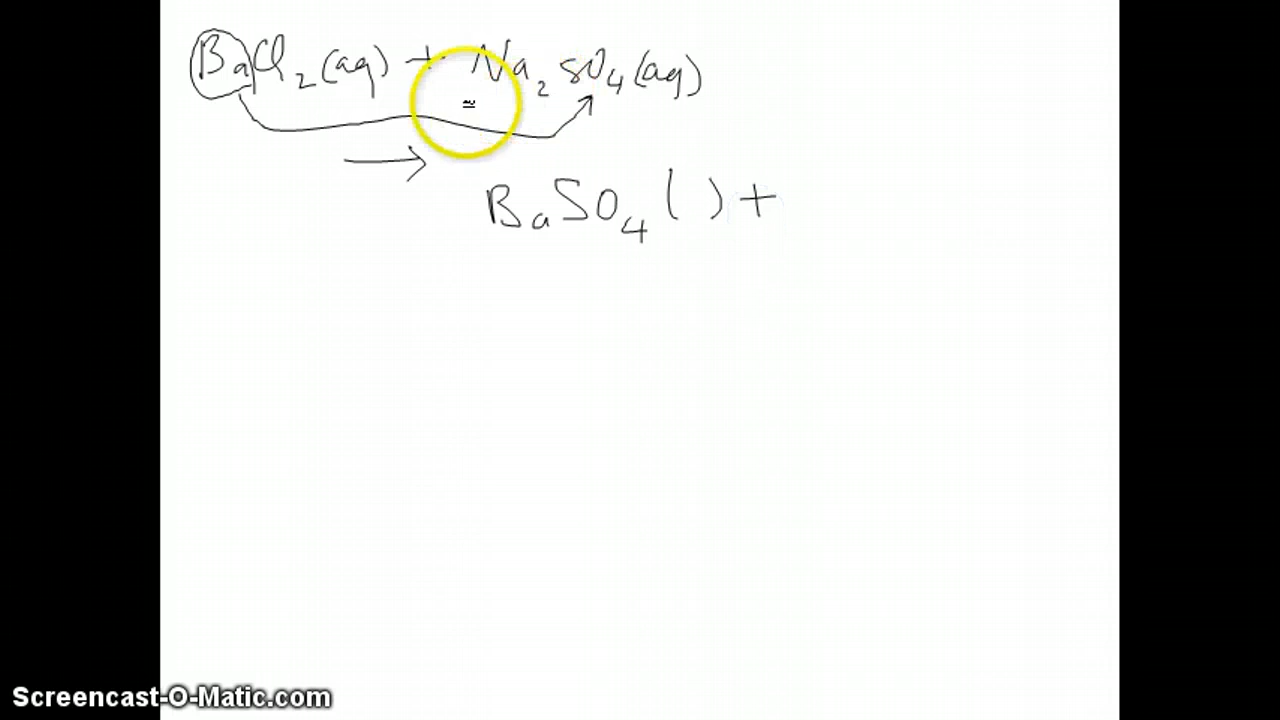 BaCl₂(aq) + Na₂SO₄(aq)
→
BaSO₄( ) +
Screencast-O-Matic.com